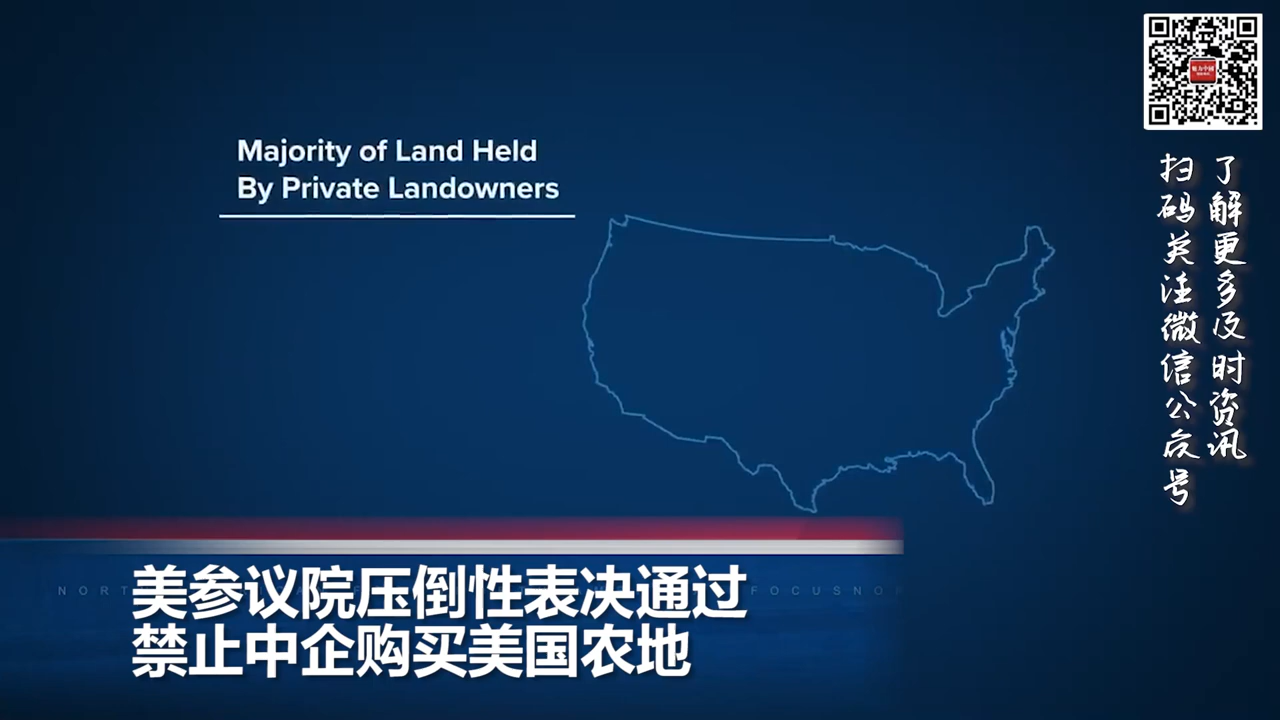 Majority of Land Held
By Private Landowners
了解更多及时资讯
扫码关注微信公众号
美参议院压倒性表决通过
禁止中企购买美国农地